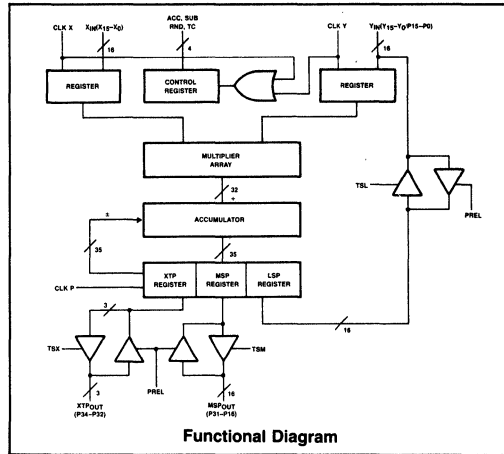 CLK X
XIN(X15–X0)
16
ACC, SUB
RND, TC
4
CLK Y
YIN(Y15–Y0/P15–P0)
16
REGISTER
CONTROL
REGISTER
REGISTER
MULTIPLIER
ARRAY
32
+
TSL
PREL
ACCUMULATOR
±
35
35
XTP
REGISTER
MSP
REGISTER
LSP
REGISTER
CLK P
3
16
TSX
TSM
PREL
3
16
XTPOUT
(P34–P32)
MSPOUT
(P31–P16)
Functional Diagram